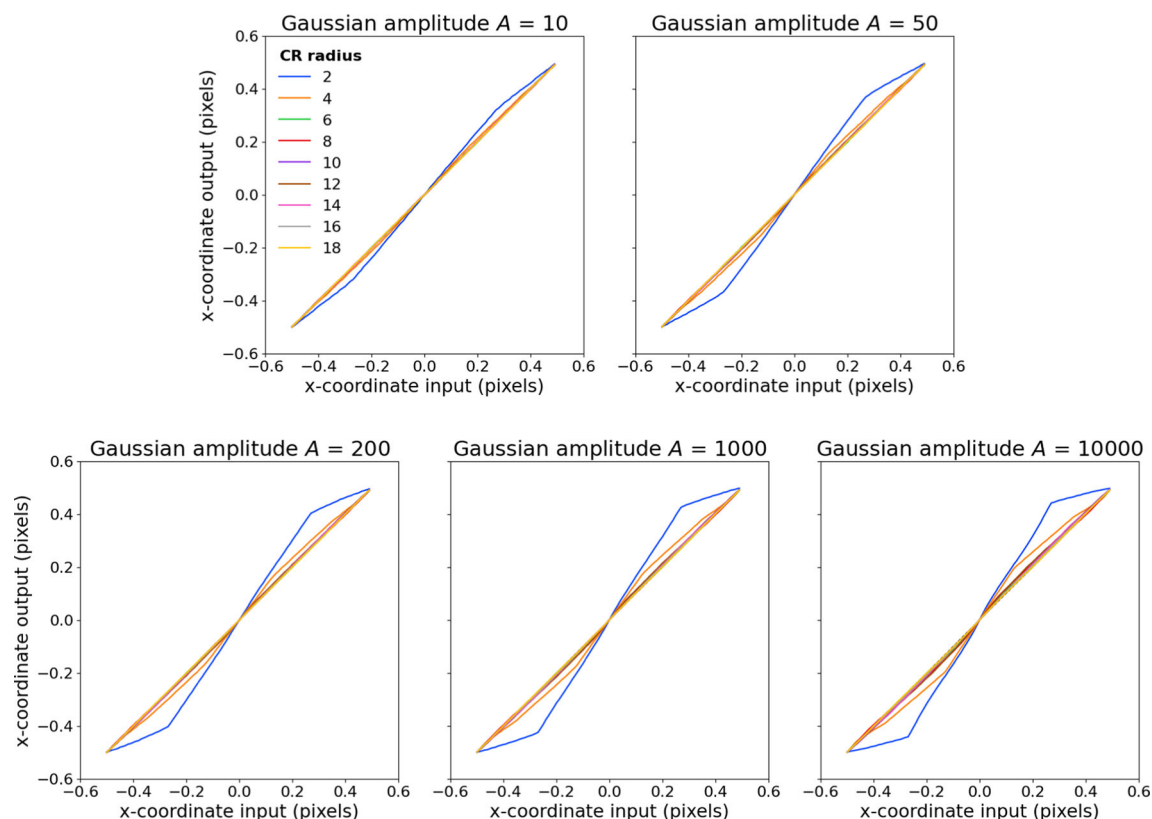 Gaussian amplitude A = 10
Gaussian amplitude A = 50
0.6
0.4
0.2
0.0
−0.2
−0.4
−0.6
x-coordinate output (pixels)
CR radius
2
4
6
8
10
12
14
16
18
−0.6 −0.4 −0.2 0.0 0.2 0.4 0.6
−0.6 −0.4 −0.2 0.0 0.2 0.4 0.6
x-coordinate input (pixels)
x-coordinate input (pixels)
Gaussian amplitude A = 200
Gaussian amplitude A = 1000
Gaussian amplitude A = 10000
0.6
0.4
0.2
0.0
−0.2
−0.4
−0.6
x-coordinate output (pixels)
−0.6 −0.4 −0.2 0.0 0.2 0.4 0.6
−0.6 −0.4 −0.2 0.0 0.2 0.4 0.6
−0.6 −0.4 −0.2 0.0 0.2 0.4 0.6
x-coordinate input (pixels)
x-coordinate input (pixels)
x-coordinate input (pixels)